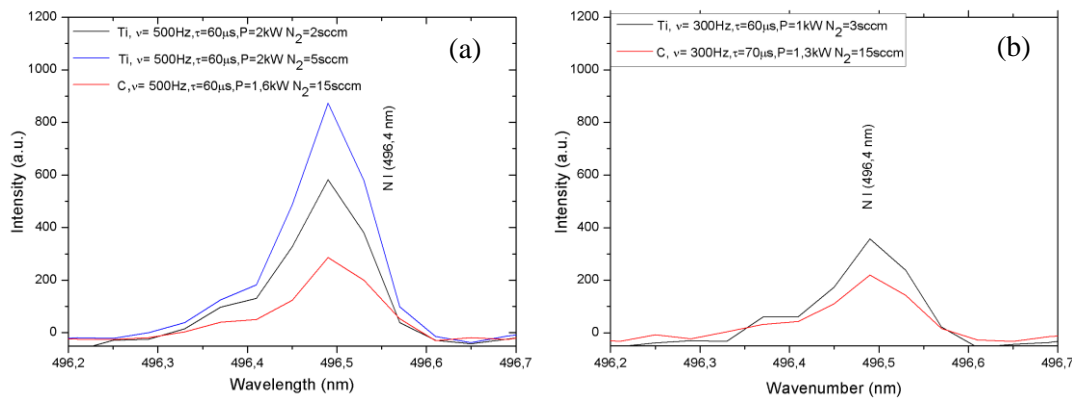 1200
1000
800
600
400
200
0
Intensity (a.u.)
Ti, ν= 500Hz,τ=60μs,P=2kW N2=2sccm
Ti, ν= 500Hz,τ=60μs,P=2kW N2=5sccm
C,ν= 500Hz,τ=60μs,P=1,6kW N2=15sccm
(a)
N I (496,4 nm)
496,2 496,3 496,4 496,5 496,6 496,7
Wavelength (nm)
1200
1000
800
600
400
200
0
Intensity (a.u.)
Ti, ν= 300Hz,τ=60μs,P=1kW N2=3sccm
C, ν= 300Hz,τ=70μs,P=1,3kW N2=15sccm
(b)
N I (496,4 nm)
496,2 496,3 496,4 496,5 496,6 496,7
Wavenumber (nm)